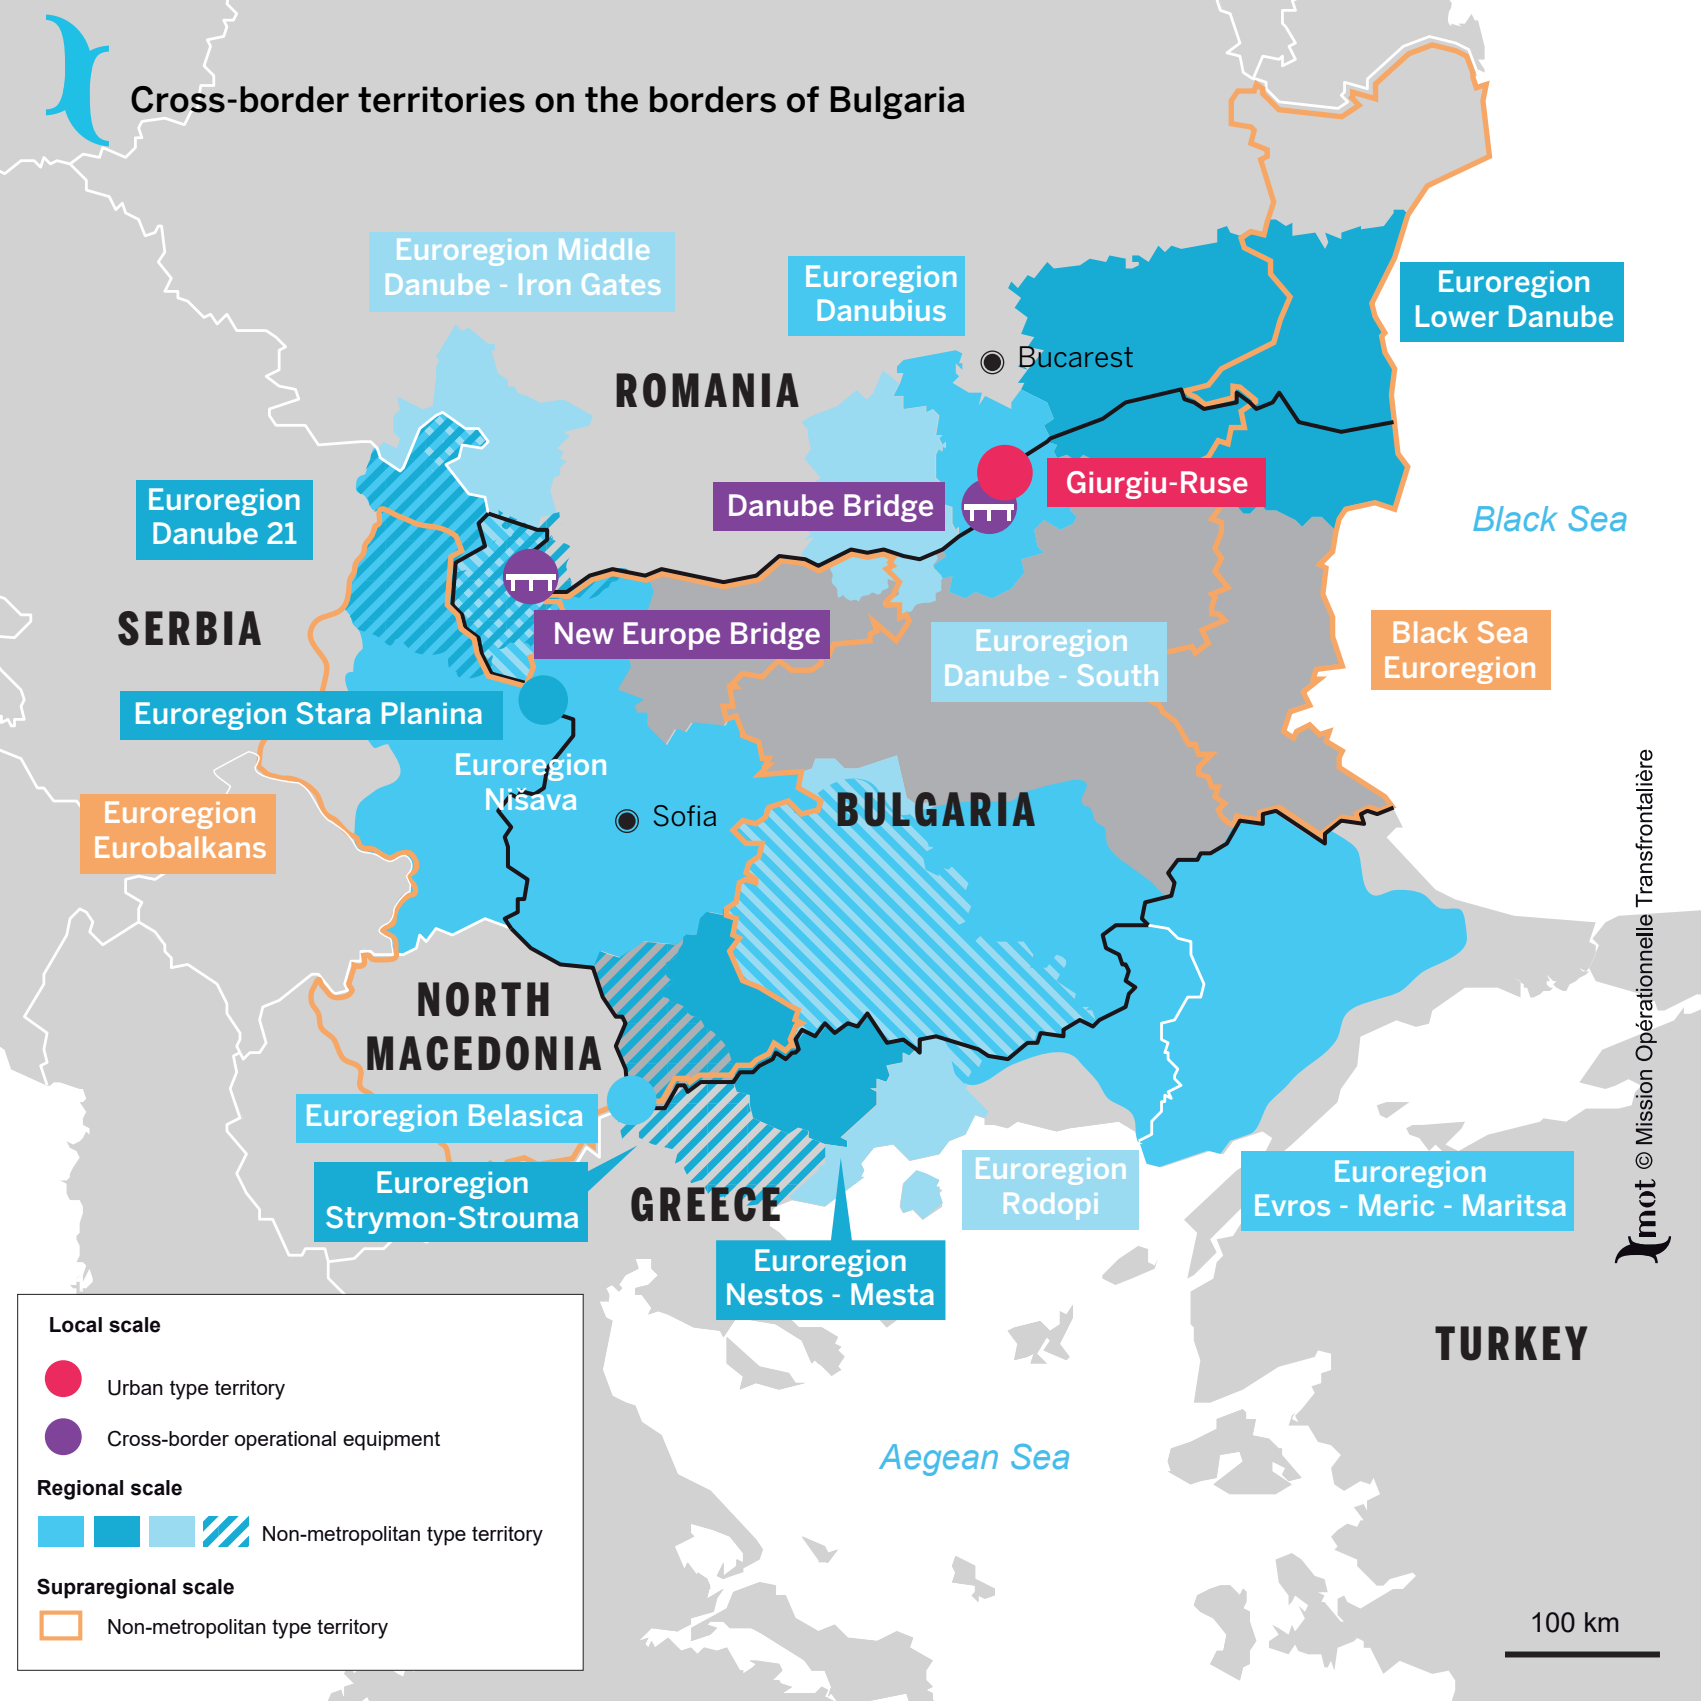 Cross-border territories on the borders of Bulgaria
Euroregion Middle
Danube - Iron Gates
Euroregion
Danubius
Euroregion
Lower Danube
Bucarest
ROMANIA
Euroregion
Danube 21
Danube Bridge
Giurgiu-Ruse
Black Sea
SERBIA
New Europe Bridge
Euroregion
Danube - South
Black Sea
Euroregion
Euroregion Stara Planina
Euroregion
Nišava
Sofia
BULGARIA
Euroregion
Eurobalkans
NORTH
MACEDONIA
Euroregion Belasica
Euroregion
Strymon-Strouma
GREECE
Euroregion
Rodopi
Euroregion
Evros - Meric - Maritsa
Euroregion
Nestos - Mesta
TURKEY
Aegean Sea
mot © Mission Opérationnelle Transfrontalière
Local scale
Urban type territory
Cross-border operational equipment
Regional scale
Non-metropolitan type territory
Supraregional scale
Non-metropolitan type territory
100 km